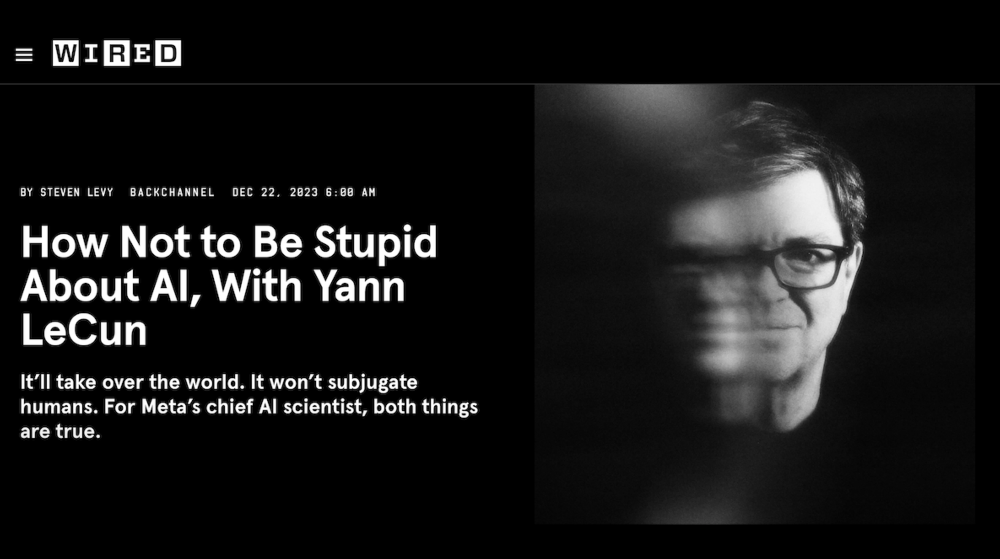 WIRED
BY STEVEN LEVY BACKCHANNEL DEC 22, 2023 6:00 AM
How Not to Be Stupid
About AI, With Yann
LeCun
It’ll take over the world. It won’t subjugate
humans. For Meta’s chief AI scientist, both things
are true.